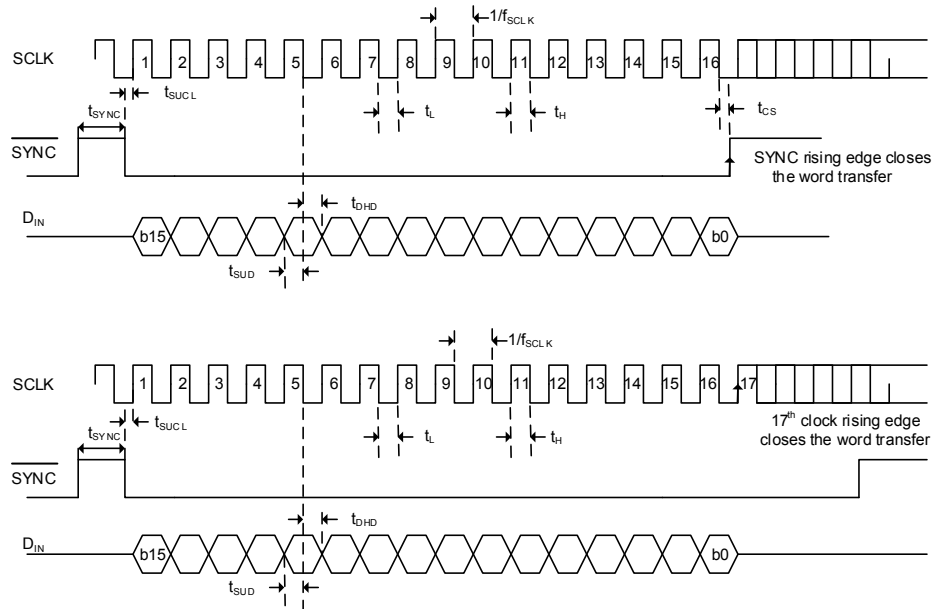 1/fSCLK
SCLK
1 2 3 4 5 6 7 8 9 10 11 12 13 14 15 16
tSUCL
tL
tH
tCS
tSYNC
SYNC
SYNC rising edge closes
the word transfer
DIN
tDHD
b15
b0
tSUD
1/fSCLK
SCLK
1 2 3 4 5 6 7 8 9 10 11 12 13 14 15 16 17
tSUCL
tL
tH
17th clock rising edge
closes the word transfer
tSYNC
SYNC
tDHD
DIN
b15
b0
tSUD